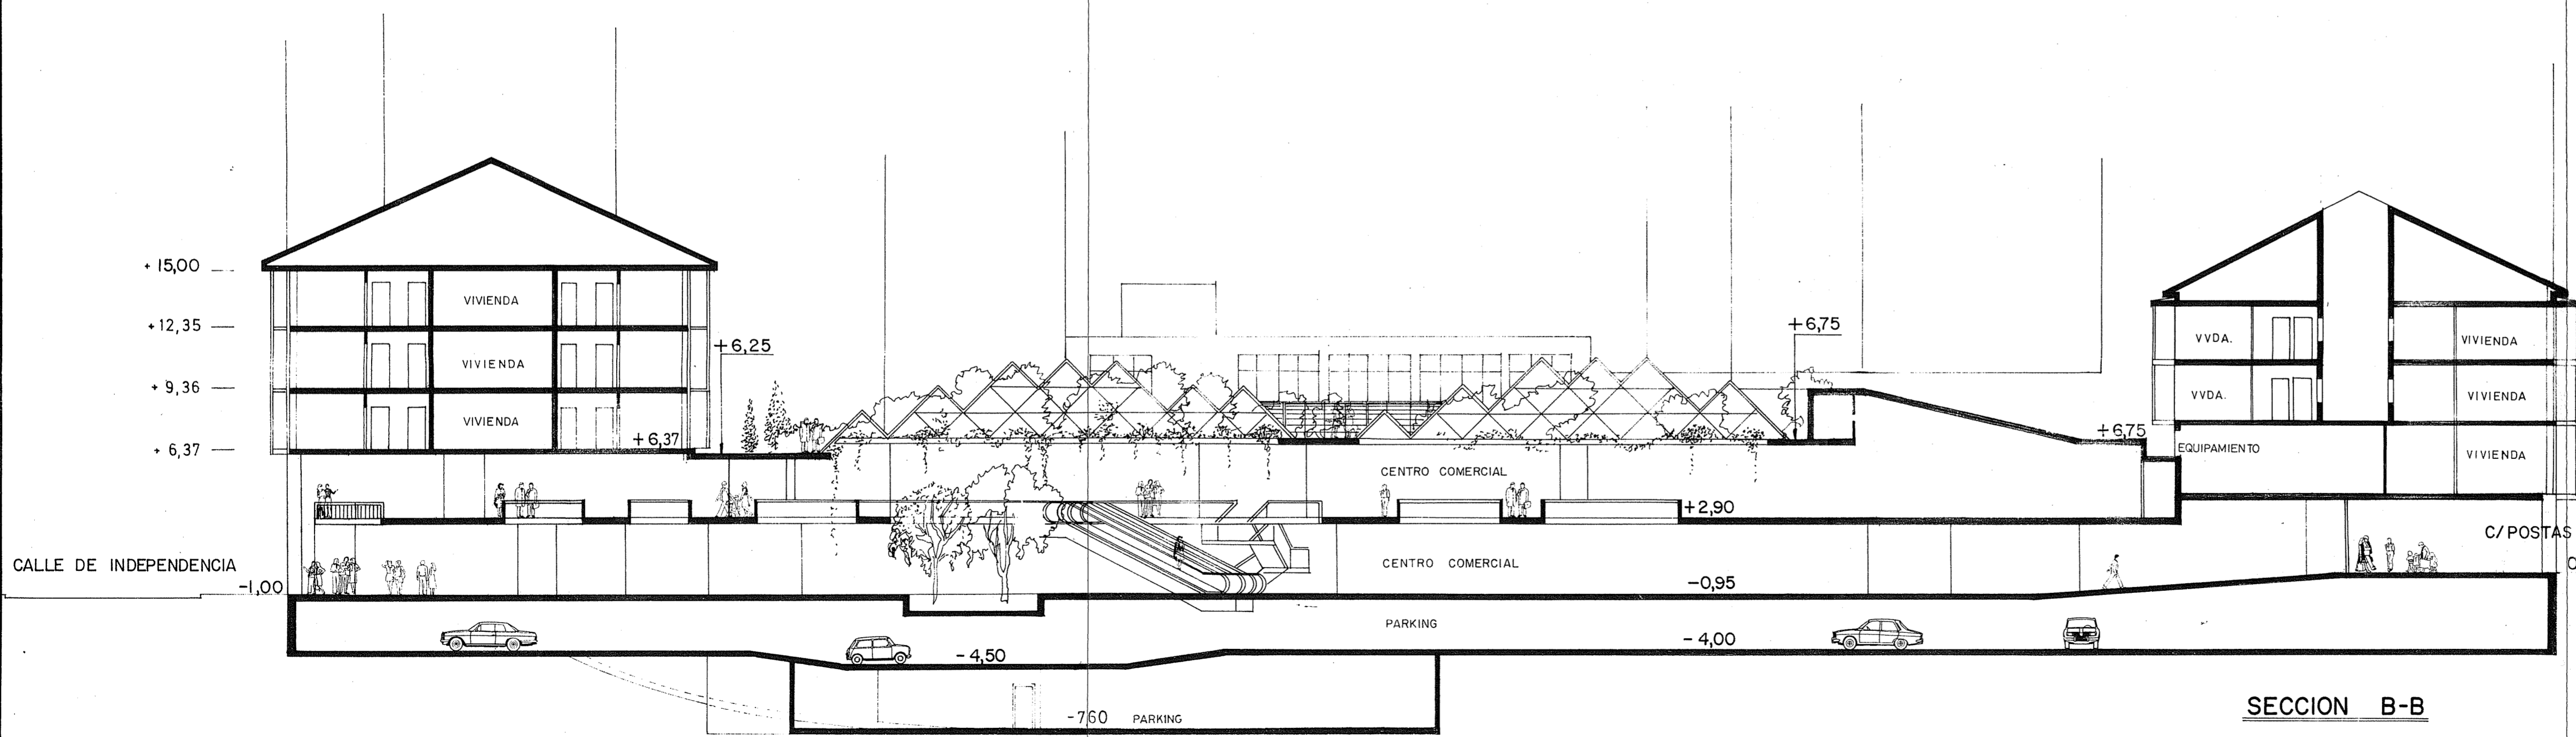 + 15,00
VIVIENDA
+ 12,35
+ 6,75
+ 6,25
VVDA.
VIVIENDA
VIVIENDA
+ 9,36
VVDA.
VIVIENDA
VIVIENDA
+ 6,37
+ 6,75
+ 6,37
EQUIPAMIENTO
VIVIENDA
CENTRO COMERCIAL
+2,90
C/ POSTAS
CALLE DE INDEPENDENCIA
CENTRO COMERCIAL
-1,00
-0,95
PARKING
- 4,00
- 4,50
-760 PARKING
SECCION B-B